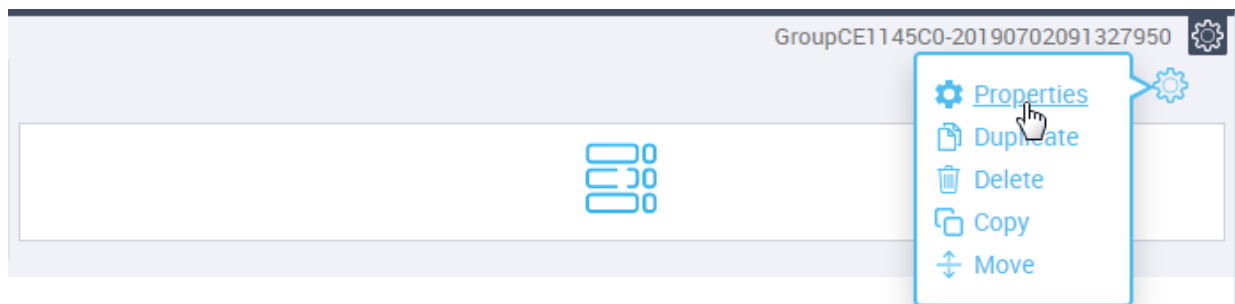 GroupCE1145C0-20190702091327950
Properties
Duplicate
Delete
Copy
Move